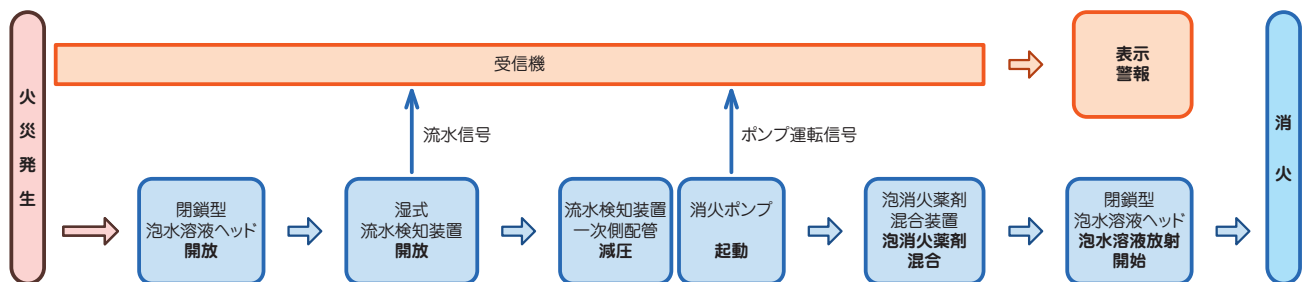 火災発生
受信機
表示
警報
消火
流水信号
ポンプ運転信号
閉鎖型
泡水溶液ヘッド
開放
湿式
流水検知装置
開放
流水検知装置
一次側配管
減圧
消火ポンプ
起動
泡消火薬剤
混合装置
泡消火薬剤
混合
閉鎖型
泡水溶液ヘッド
泡水溶液放射
開始